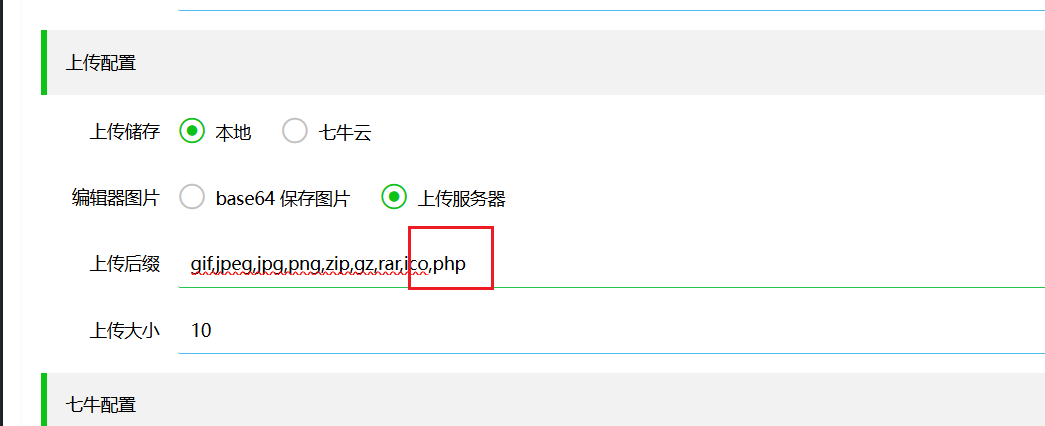 上传配置
上传储存 本地 七牛云
编辑器图片 base64 保存图片 上传服务器
上传后缀 gif,jpeg,jpg,png,zip,gz,rar,ico,php
上传大小 10
七牛配置